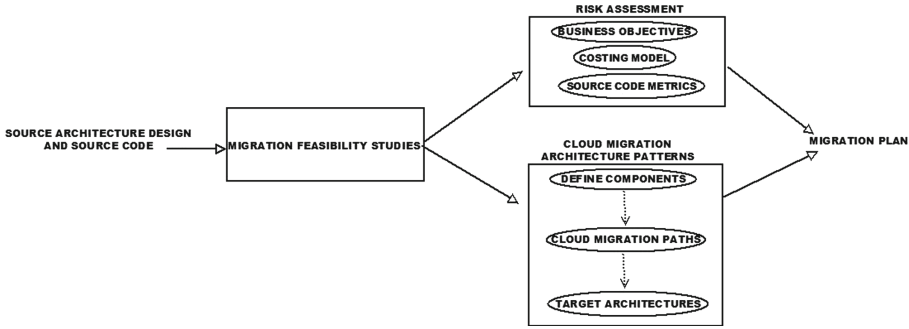 SOURCE ARCHITECTURE DESIGN
AND SOURCE CODE
MIGRATION FEASIBILITY STUDIES
RISK ASSESSMENT
BUSINESS OBJECTIVES
COSTING MODEL
SOURCE CODE METRICS
CLOUD MIGRATION
ARCHITECTURE PATTERNS
DEFINE COMPONENTS
CLOUD MIGRATION PATHS
TARGET ARCHITECTURES
MIGRATION PLAN